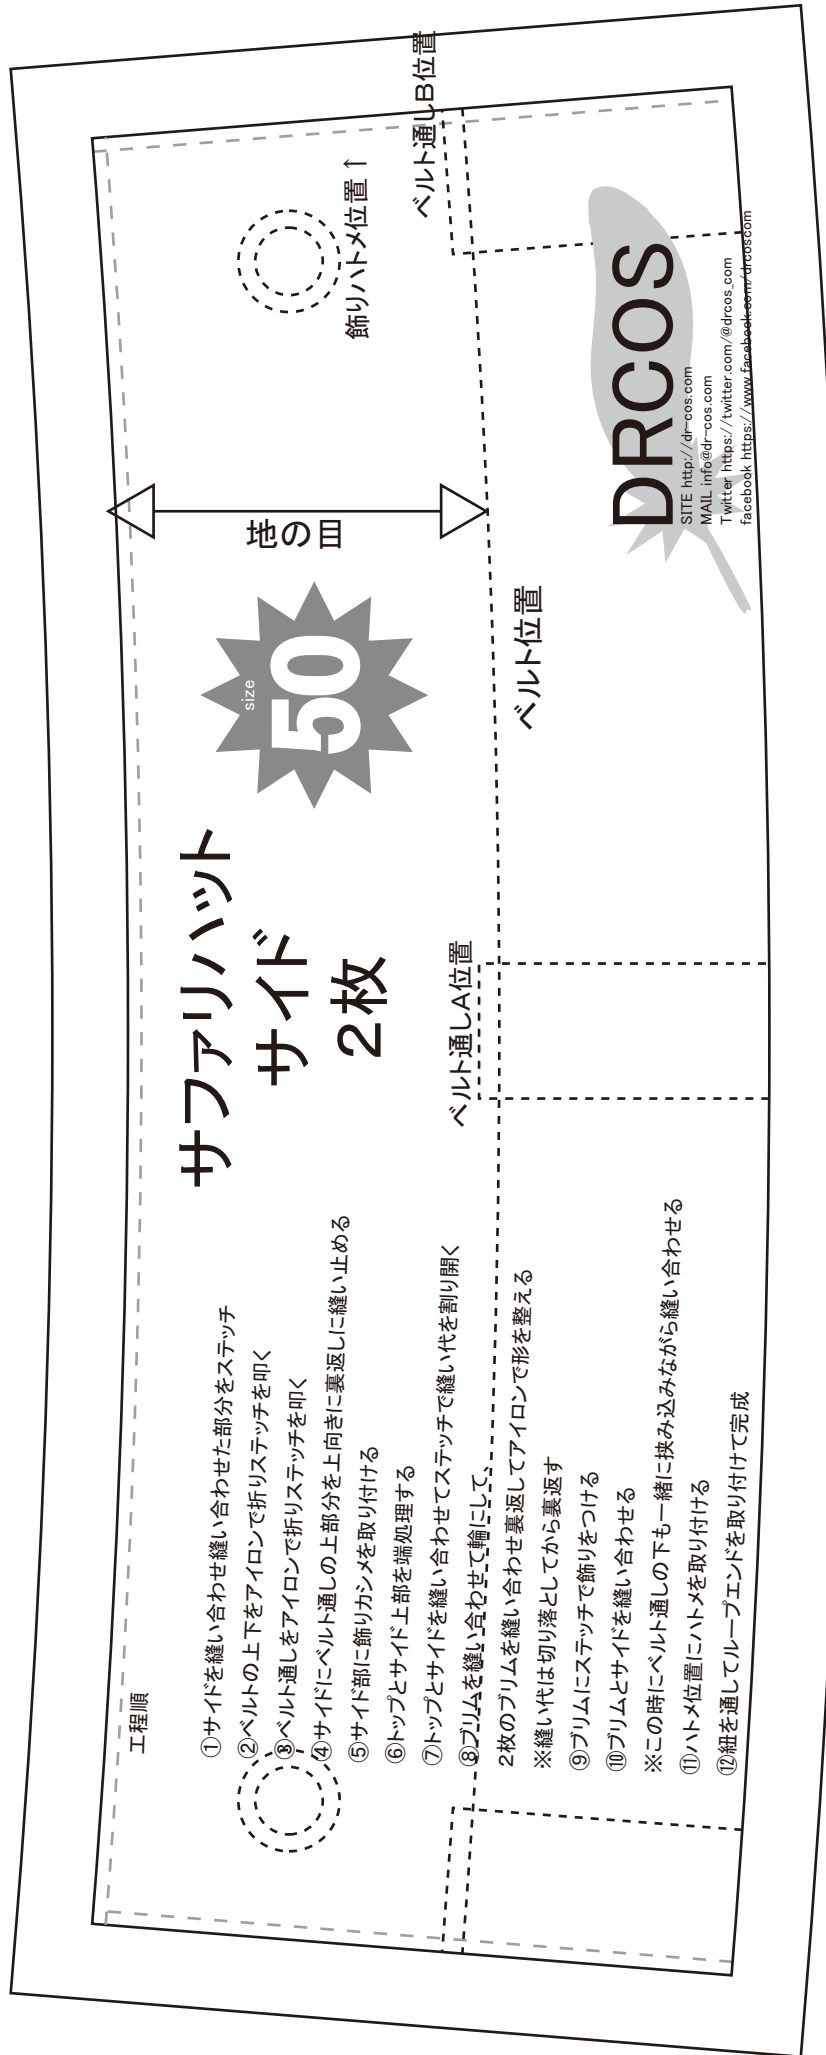 サファリハット
サイド
2枚
size
50
地の目
飾りハトメ位置 →
ベルト通しB位置
ベルト位置
ベルト通しA位置
DRCOS
SITE http://dr-cos.com
MAIL info@dr-cos.com
Twitter https://twitter.com/@drcos_com
facebook https://www.facebook.com/drcoscom
工程順
①サイドを縫い合わせ縫い合わせた部分をステッチ
②ベルトの上下をアイロンで折りステッチを叩く
③ベルト通しをアイロンで折りステッチを叩く
④サイドにベルト通しの上部分を上向きに裏返しに縫い止める
⑤サイド部に飾りカシメを取り付ける
⑥トップとサイド上部を端処理する
⑦トップとサイドを縫い合わせてステッチで縫い代を割り開く
⑧ブリムを縫い合わせて輪にして、
2枚のブリムを縫い合わせ裏返してアイロンで形を整える
※縫い代は切り落としてから裏返す
⑨ブリムにステッチで飾りをつける
⑩ブリムとサイドを縫い合わせる
※この時にベルト通しの下も一緒に挟み込みながら縫い合わせる
⑪ハトメ位置にハトメを取り付ける
⑫紐を通してループエンドを取り付けて完成